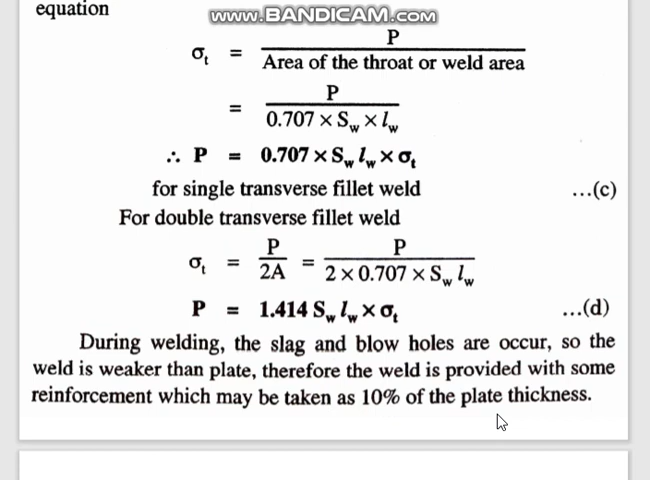 www.BANDICAM.com
equation
σt = P / Area of the throat or weld area
= P / 0.707 × Sw × lw
∴ P = 0.707 × Sw lw × σt
for single transverse fillet weld ...(c)
For double transverse fillet weld
σt = P / 2A = P / 2 × 0.707 × Sw lw
P = 1.414 Sw lw × σt ...(d)
During welding, the slag and blow holes are occur, so the
weld is weaker than plate, therefore the weld is provided with some
reinforcement which may be taken as 10% of the plate thickness.